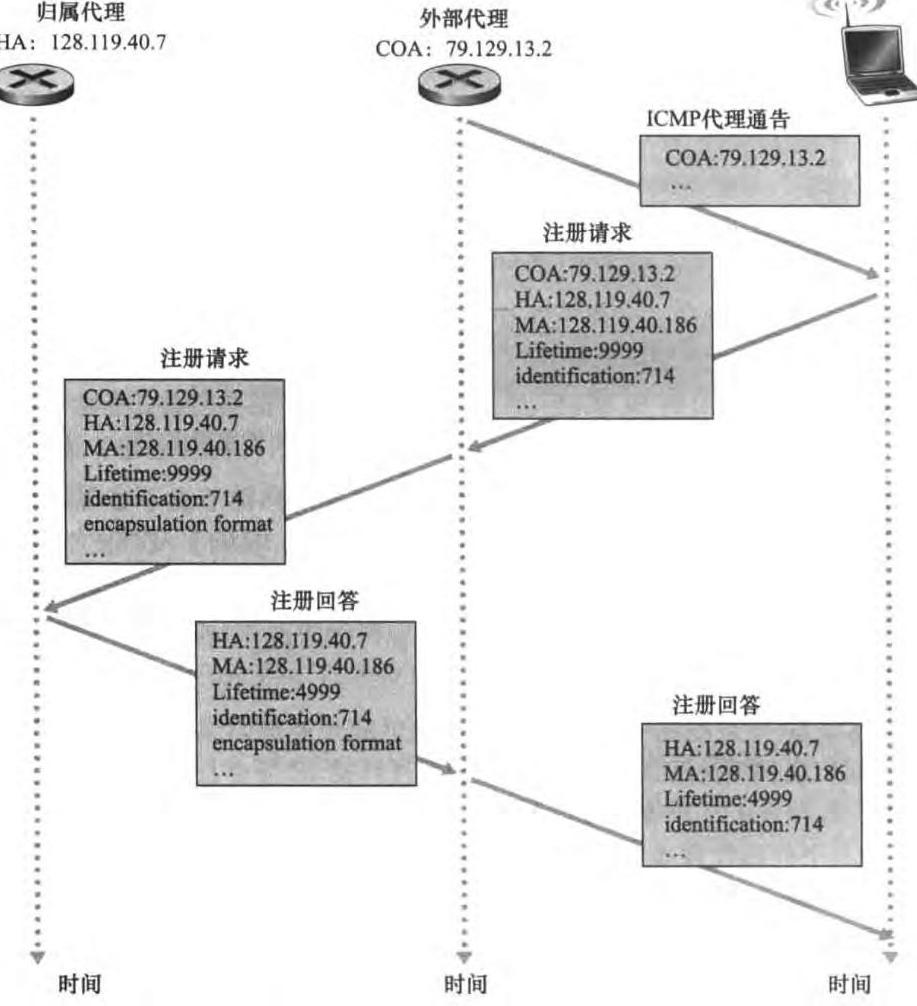 归属代理
HA: 128.119.40.7
外部代理
COA: 79.129.13.2
ICMP代理通告
COA:79.129.13.2
…
注册请求
COA:79.129.13.2
HA:128.119.40.7
MA:128.119.40.186
Lifetime:9999
identification:714
…
注册请求
COA:79.129.13.2
HA:128.119.40.7
MA:128.119.40.186
Lifetime:9999
identification:714
encapsulation format
…
注册回答
HA:128.119.40.7
MA:128.119.40.186
Lifetime:4999
identification:714
encapsulation format
…
注册回答
HA:128.119.40.7
MA:128.119.40.186
Lifetime:4999
identification:714
…
时间
时间
时间